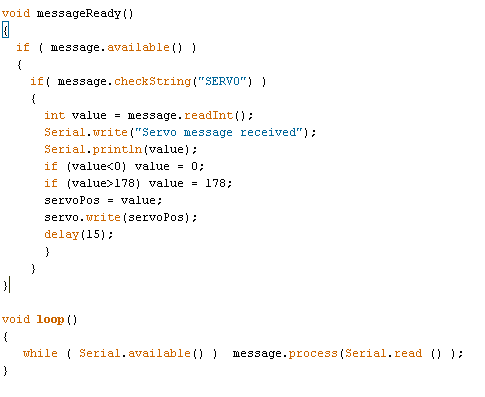 void messageReady()
{
  if ( message.available() )
  {
    if( message.checkString("SERVO") )
    {
      int value = message.readInt();
      Serial.write("Servo message received");
      Serial.println(value);
      if (value<0) value = 0;
      if (value>178) value = 178;
      servoPos = value;
      servo.write(servoPos);
      delay(15);
      }
    }
}
void loop()
{
   while ( Serial.available() )  message.process(Serial.read () );
}